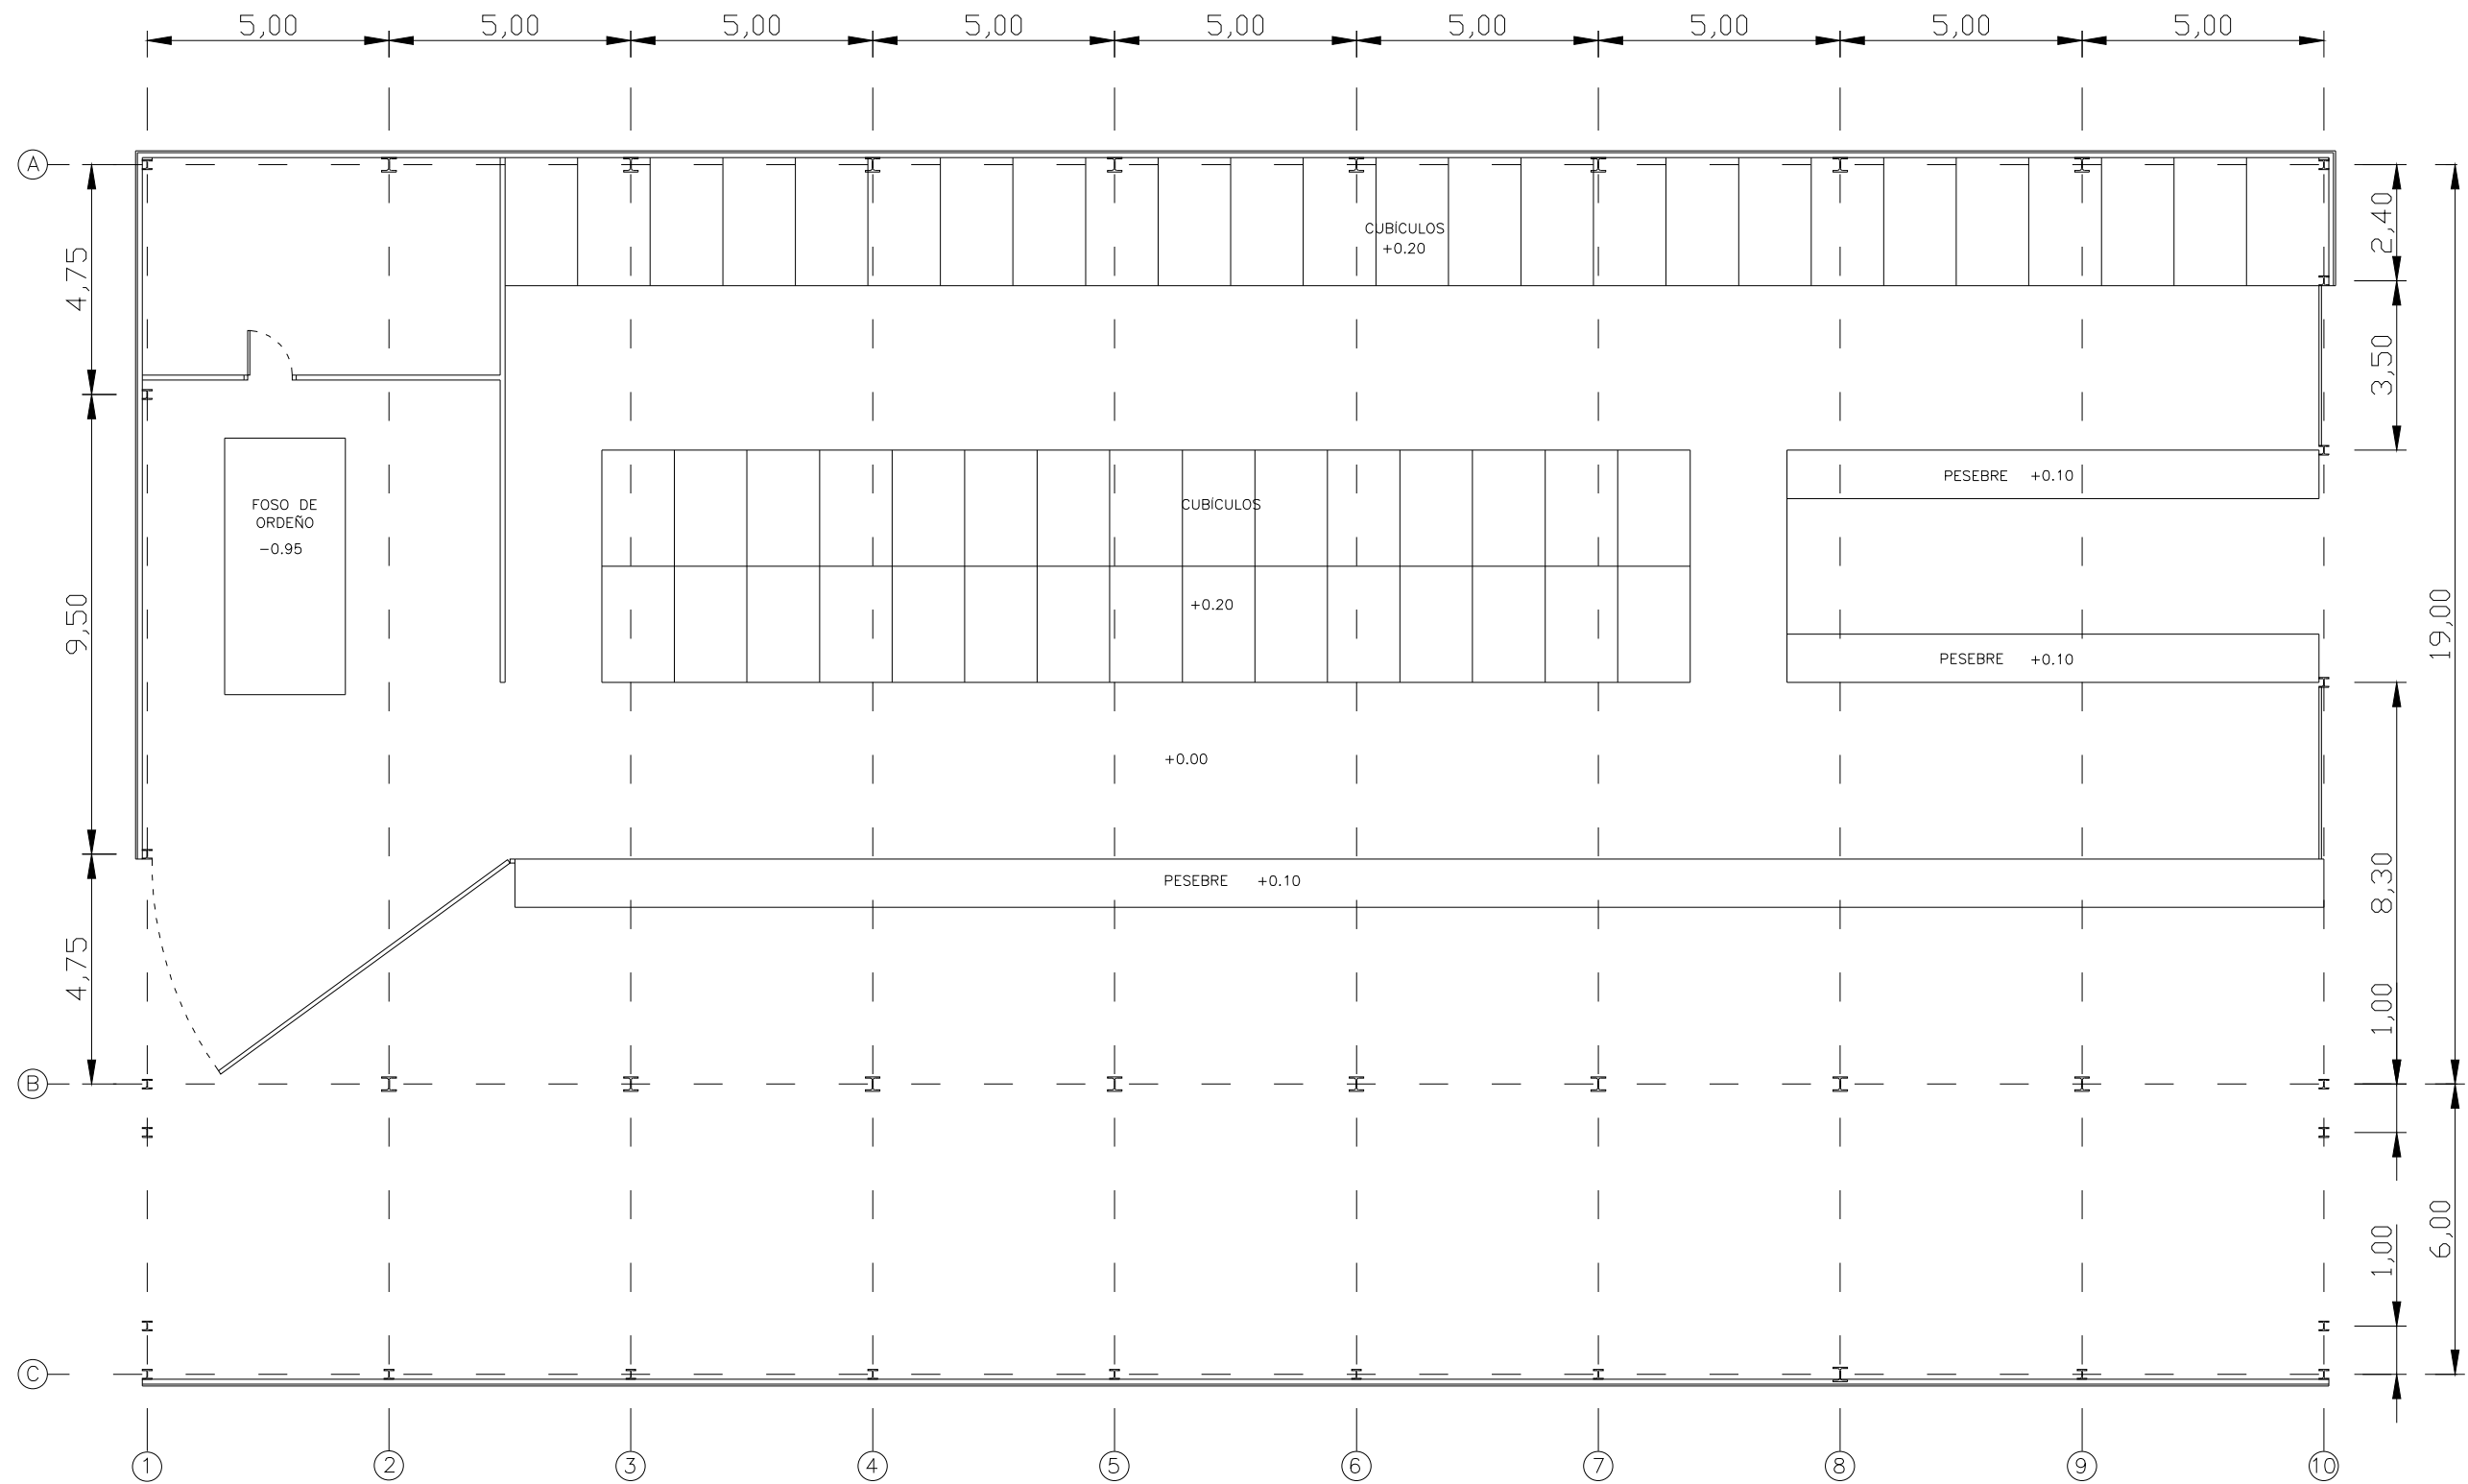 5,00 5,00 5,00 5,00 5,00 5,00 5,00 5,00 5,00
A
4,75
2,40
CUBÍCULOS
+0.20
3,50
PESEBRE +0.10
FOSO DE
ORDEÑO
-0.95
CUBÍCULOS
+0.20
9,50
19,00
PESEBRE +0.10
+0.00
PESEBRE +0.10
8,30
4,75
1,00
B
6,00
1,00
C
1 2 3 4 5 6 7 8 9 10